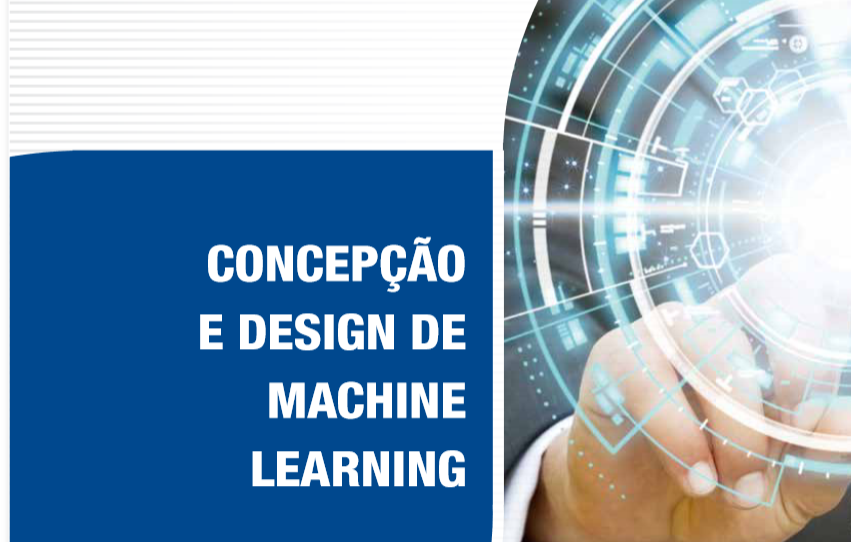 CONCEPÇÃO
E DESIGN DE
MACHINE
LEARNING